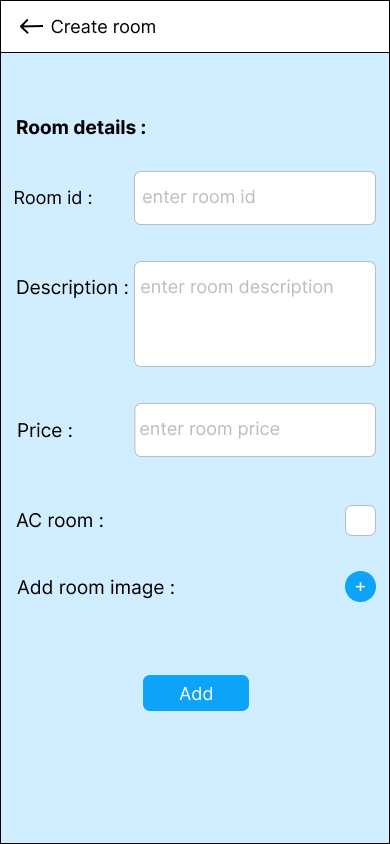 Create room
Room details :
Room id :
enter room id
Description :
enter room description
Price :
enter room price
AC room :
Add room image :
+
Add